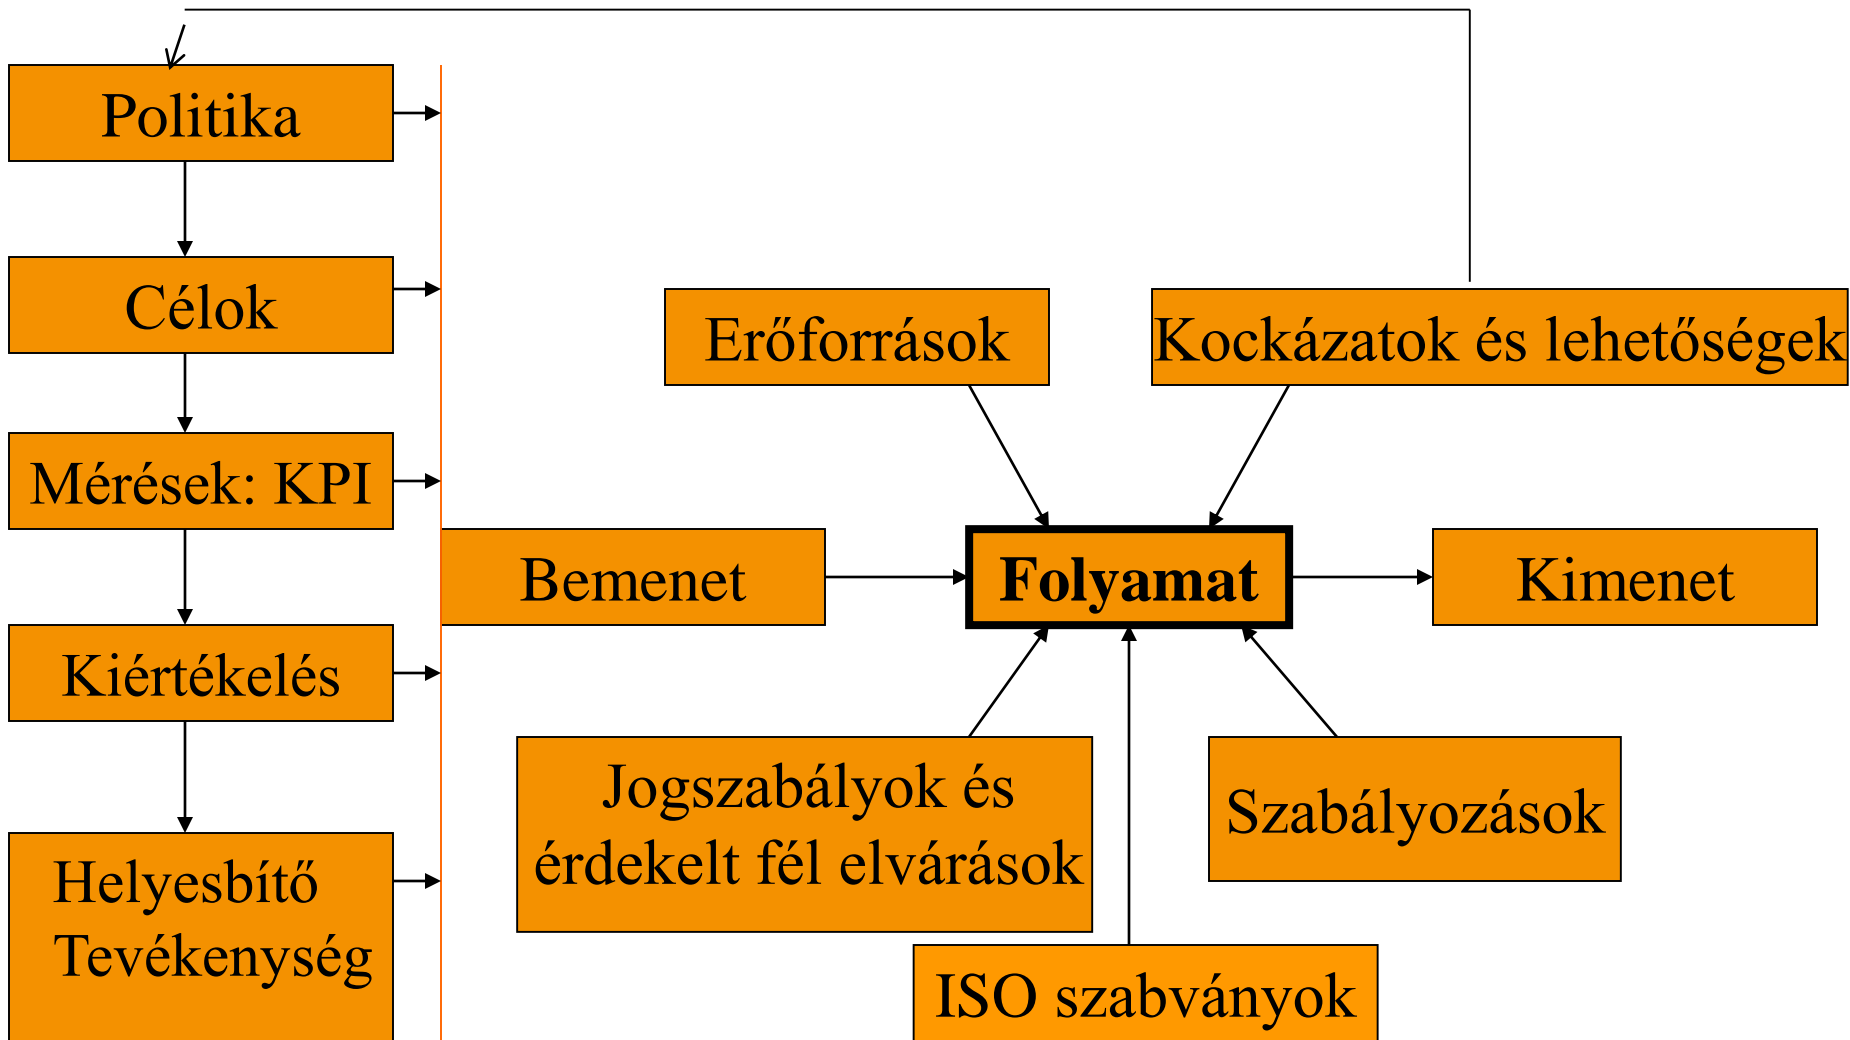 Politika
Célok
Mérések: KPI
Kiértékelés
Helyesbítő
Tevékenység
Erőforrások
Kockázatok és lehetőségek
Bemenet
Folyamat
Kimenet
Jogszabályok és
érdekelt fél elvárások
Szabályozások
ISO szabványok